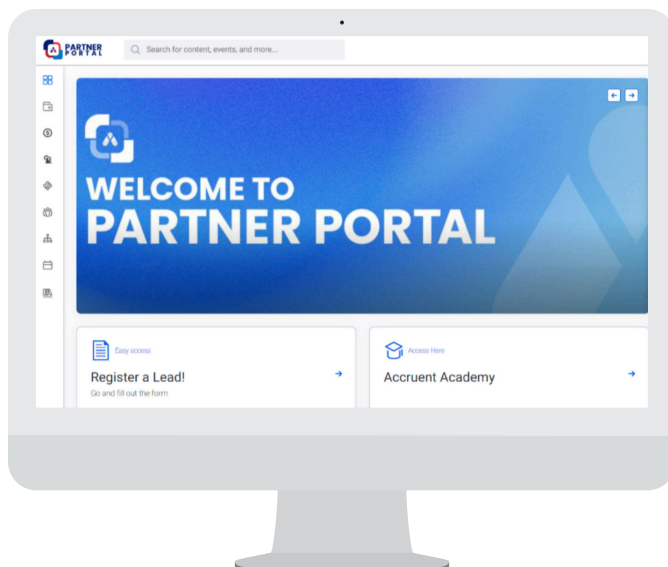 PARTNER
PORTAL
Search for content, events, and more...
WELCOME TO
PARTNER PORTAL
Easy access
Register a Lead!
Go and fill out the form
Access Here
Accruent Academy